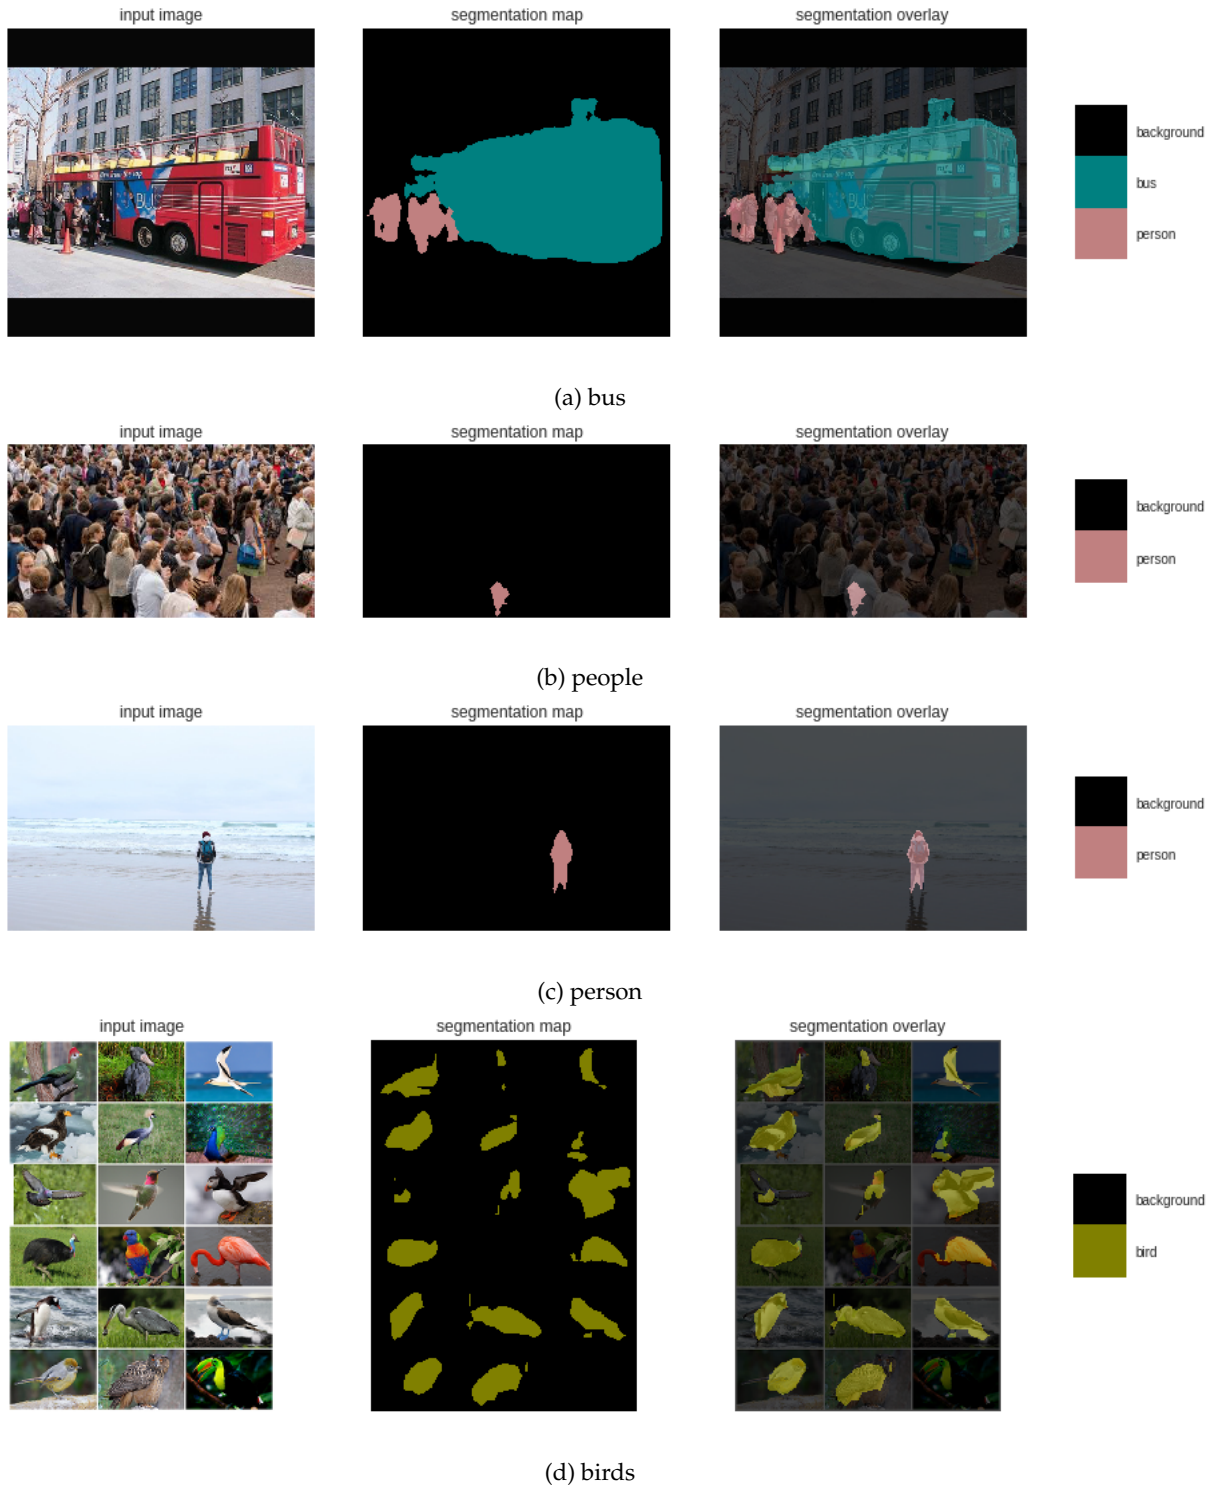 input image segmentation map segmentation overlay
BUS
background
bus
person
(a) bus
input image segmentation map segmentation overlay
background
person
(b) people
input image segmentation map segmentation overlay
background
person
(c) person
input image segmentation map segmentation overlay
background
bird
(d) birds